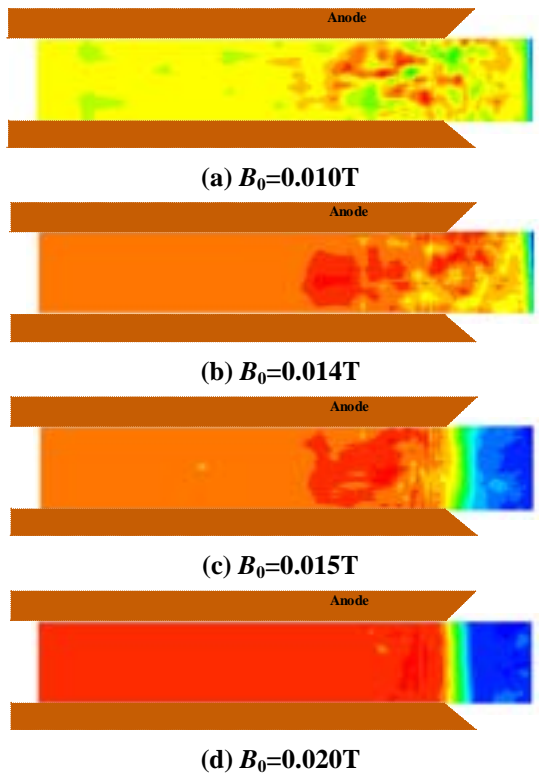 Anode
(a) B₀=0.010T
Anode
(b) B₀=0.014T
Anode
(c) B₀=0.015T
Anode
(d) B₀=0.020T